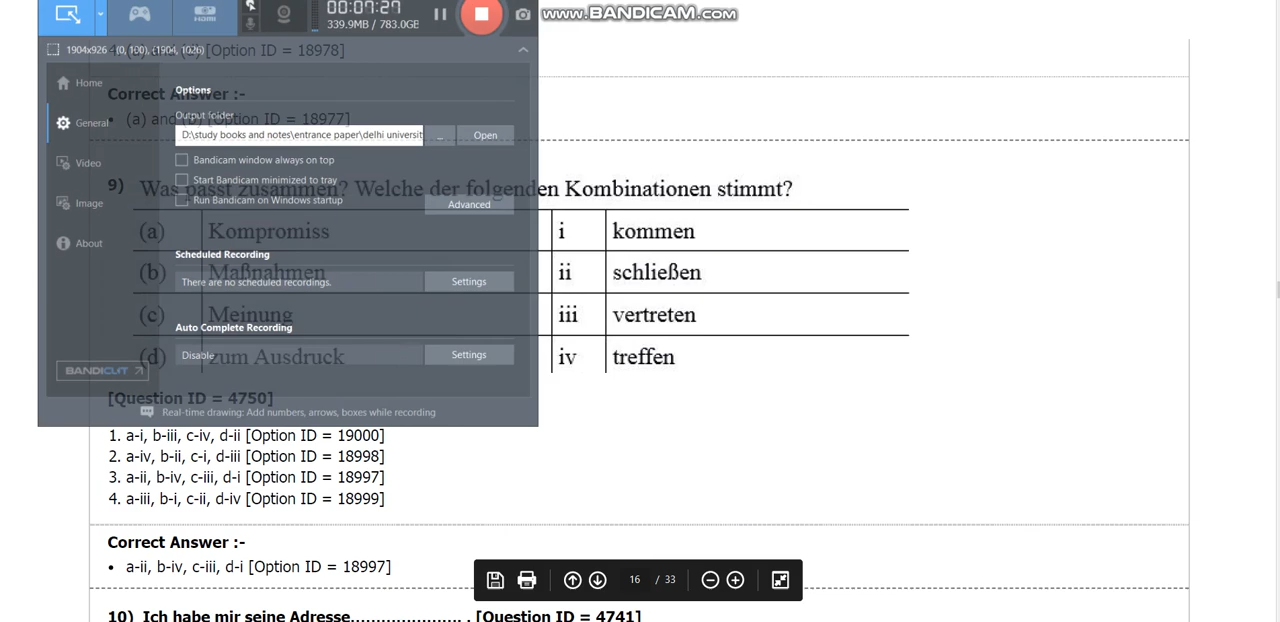 00:07:27
339.9MB / 783.0GB
HDMI
www.BANDICAM.com
1904x926 (0, 100), (1904, 1026)
[Option ID = 18978]
Home
General
Video
Image
About
Options
Output folder
D:\study books and notes\entrance paper\delhi universit
...
Open
Bandicam window always on top
Start Bandicam minimized to tray
Run Bandicam on Windows startup
Advanced
Scheduled Recording
There are no scheduled recordings.
Settings
Auto Complete Recording
Disable
Settings
BANDICUT
Real-time drawing: Add numbers, arrows, boxes while recording
Correct Answer :-
• (a) and (b) [Option ID = 18977]
9) Was passt zusammen? Welche der folgenden Kombinationen stimmt?
(a) Kompromiss i kommen
(b) Maßnahmen ii schließen
(c) Meinung iii vertreten
(d) zum Ausdruck iv treffen
[Question ID = 4750]
1. a-i, b-iii, c-iv, d-ii [Option ID = 19000]
2. a-iv, b-ii, c-i, d-iii [Option ID = 18998]
3. a-ii, b-iv, c-iii, d-i [Option ID = 18997]
4. a-iii, b-i, c-ii, d-iv [Option ID = 18999]
Correct Answer :-
• a-ii, b-iv, c-iii, d-i [Option ID = 18997]
16 / 33
10) Ich habe mir seine Adresse...................... . [Question ID = 4741]